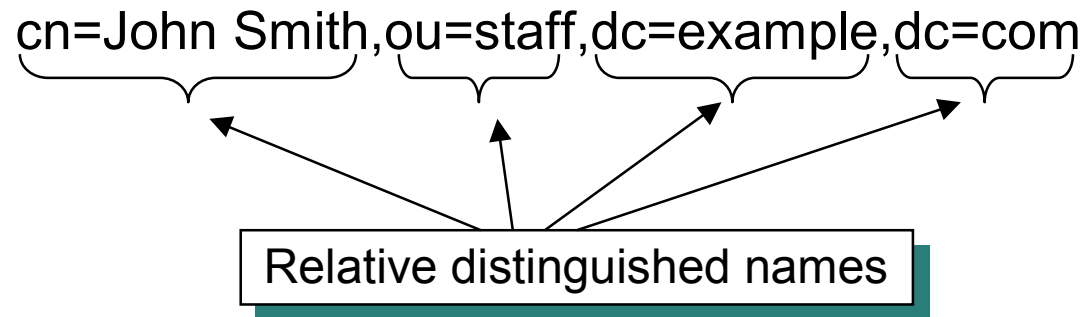 cn=John Smith,ou=staff,dc=example,dc=com
Relative distinguished names